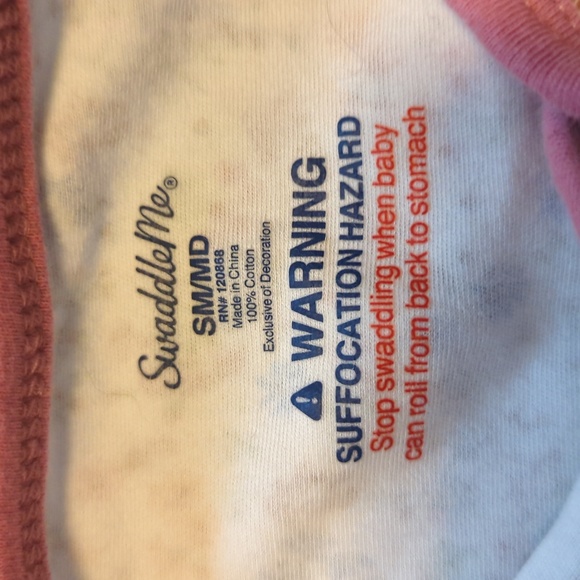 SwaddleMe®
SM/MD
RN# 120868
Made in China
100% Cotton
Exclusive of Decoration
⚠ WARNING
SUFFOCATION HAZARD
Stop swaddling when baby
can roll from back to stomach